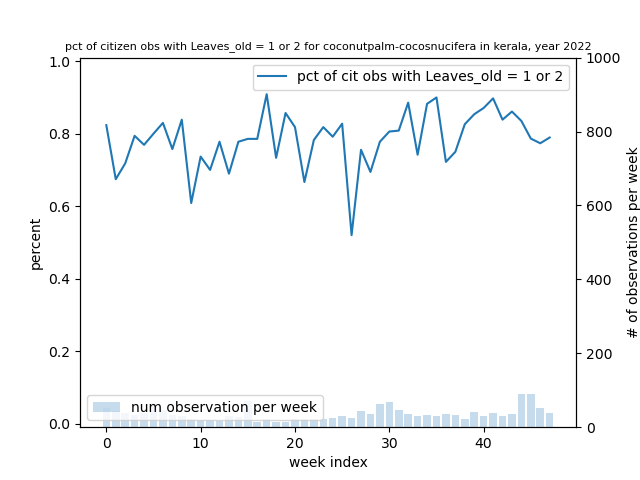 pct of citizen obs with Leaves_old = 1 or 2 for coconutpalm-cocosnucifera in kerala, year 2022
pct of cit obs with Leaves_old = 1 or 2
1.0
0.8
0.6
0.4
0.2
0.0
percent
1000
800
600
400
200
0
# of observations per week
num observation per week
0
10
20
30
40
week index